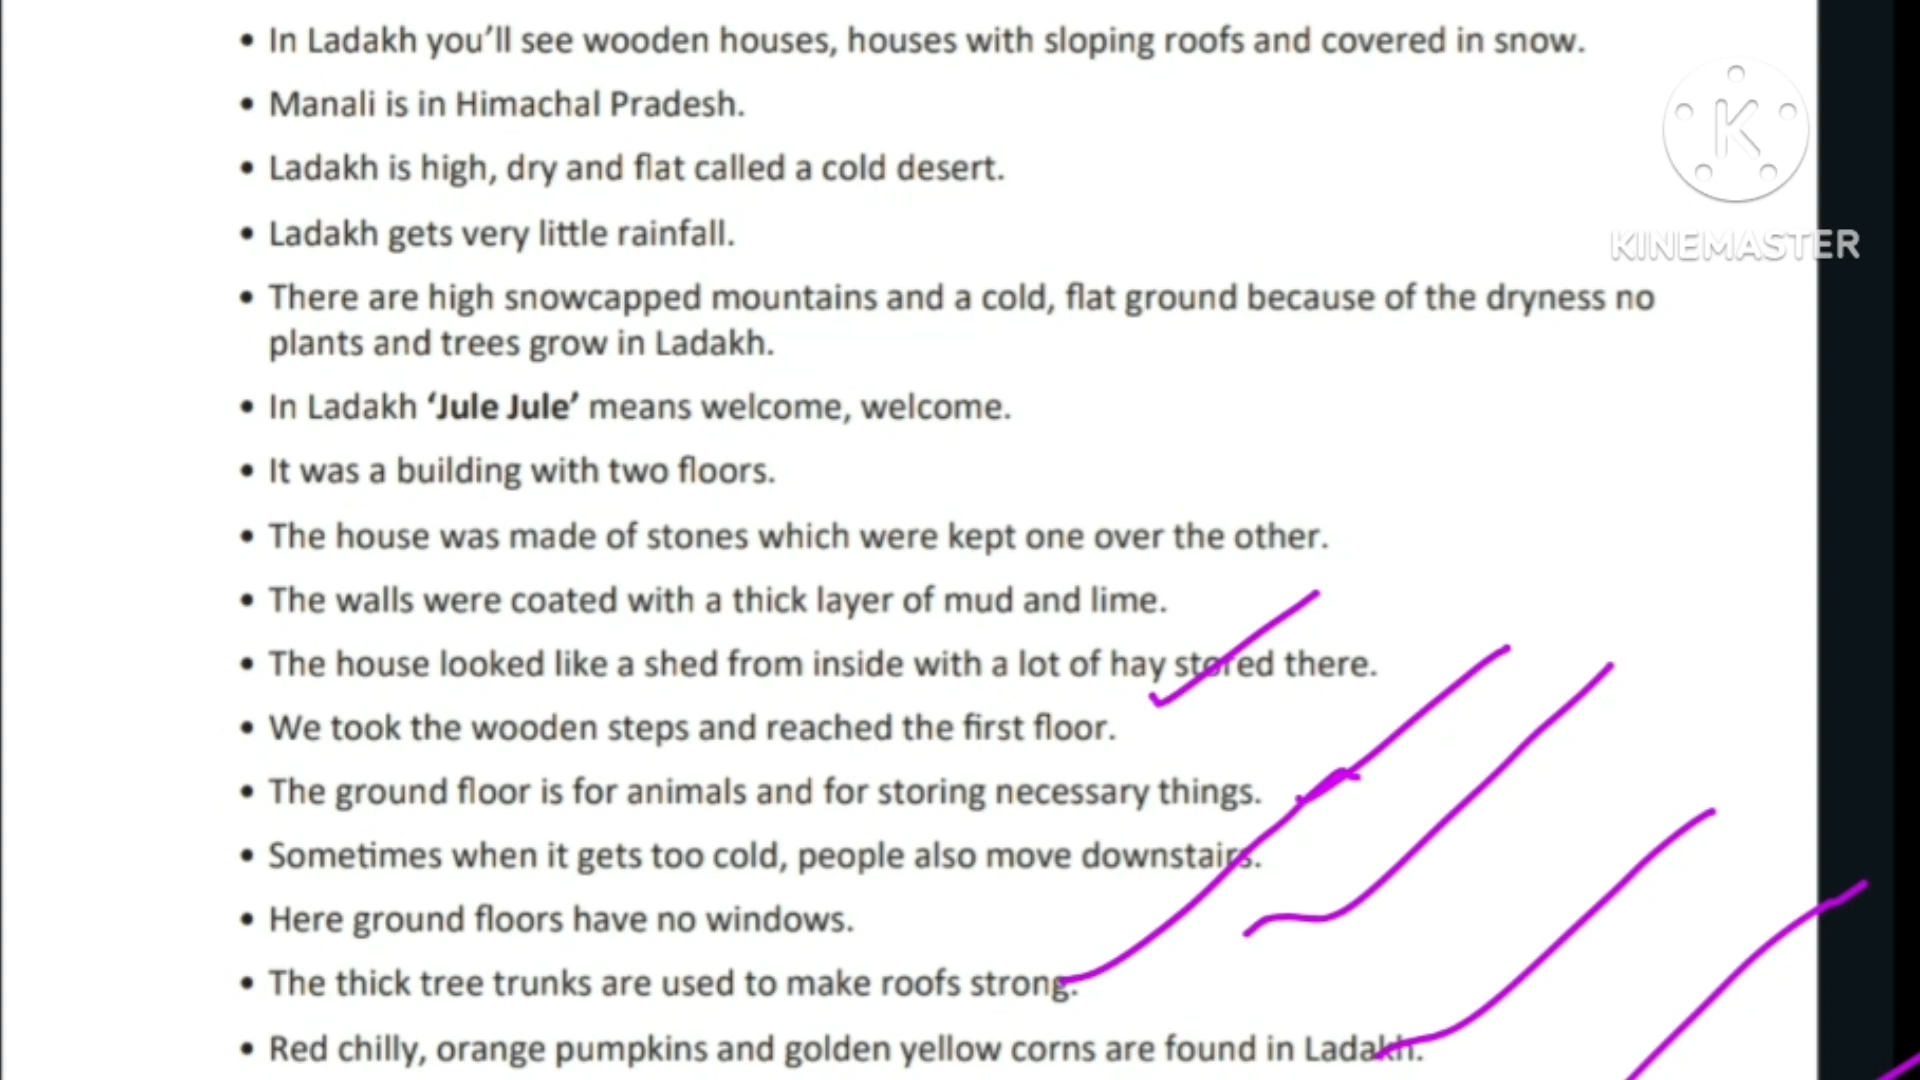 • In Ladakh you’ll see wooden houses, houses with sloping roofs and covered in snow.
• Manali is in Himachal Pradesh.
• Ladakh is high, dry and flat called a cold desert.
• Ladakh gets very little rainfall.
• There are high snowcapped mountains and a cold, flat ground because of the dryness no
plants and trees grow in Ladakh.
• In Ladakh ‘Jule Jule’ means welcome, welcome.
• It was a building with two floors.
• The house was made of stones which were kept one over the other.
• The walls were coated with a thick layer of mud and lime.
• The house looked like a shed from inside with a lot of hay stored there.
• We took the wooden steps and reached the first floor.
• The ground floor is for animals and for storing necessary things.
• Sometimes when it gets too cold, people also move downstairs.
• Here ground floors have no windows.
• The thick tree trunks are used to make roofs strong.
• Red chilly, orange pumpkins and golden yellow corns are found in Ladakh.
K
KINEMASTER